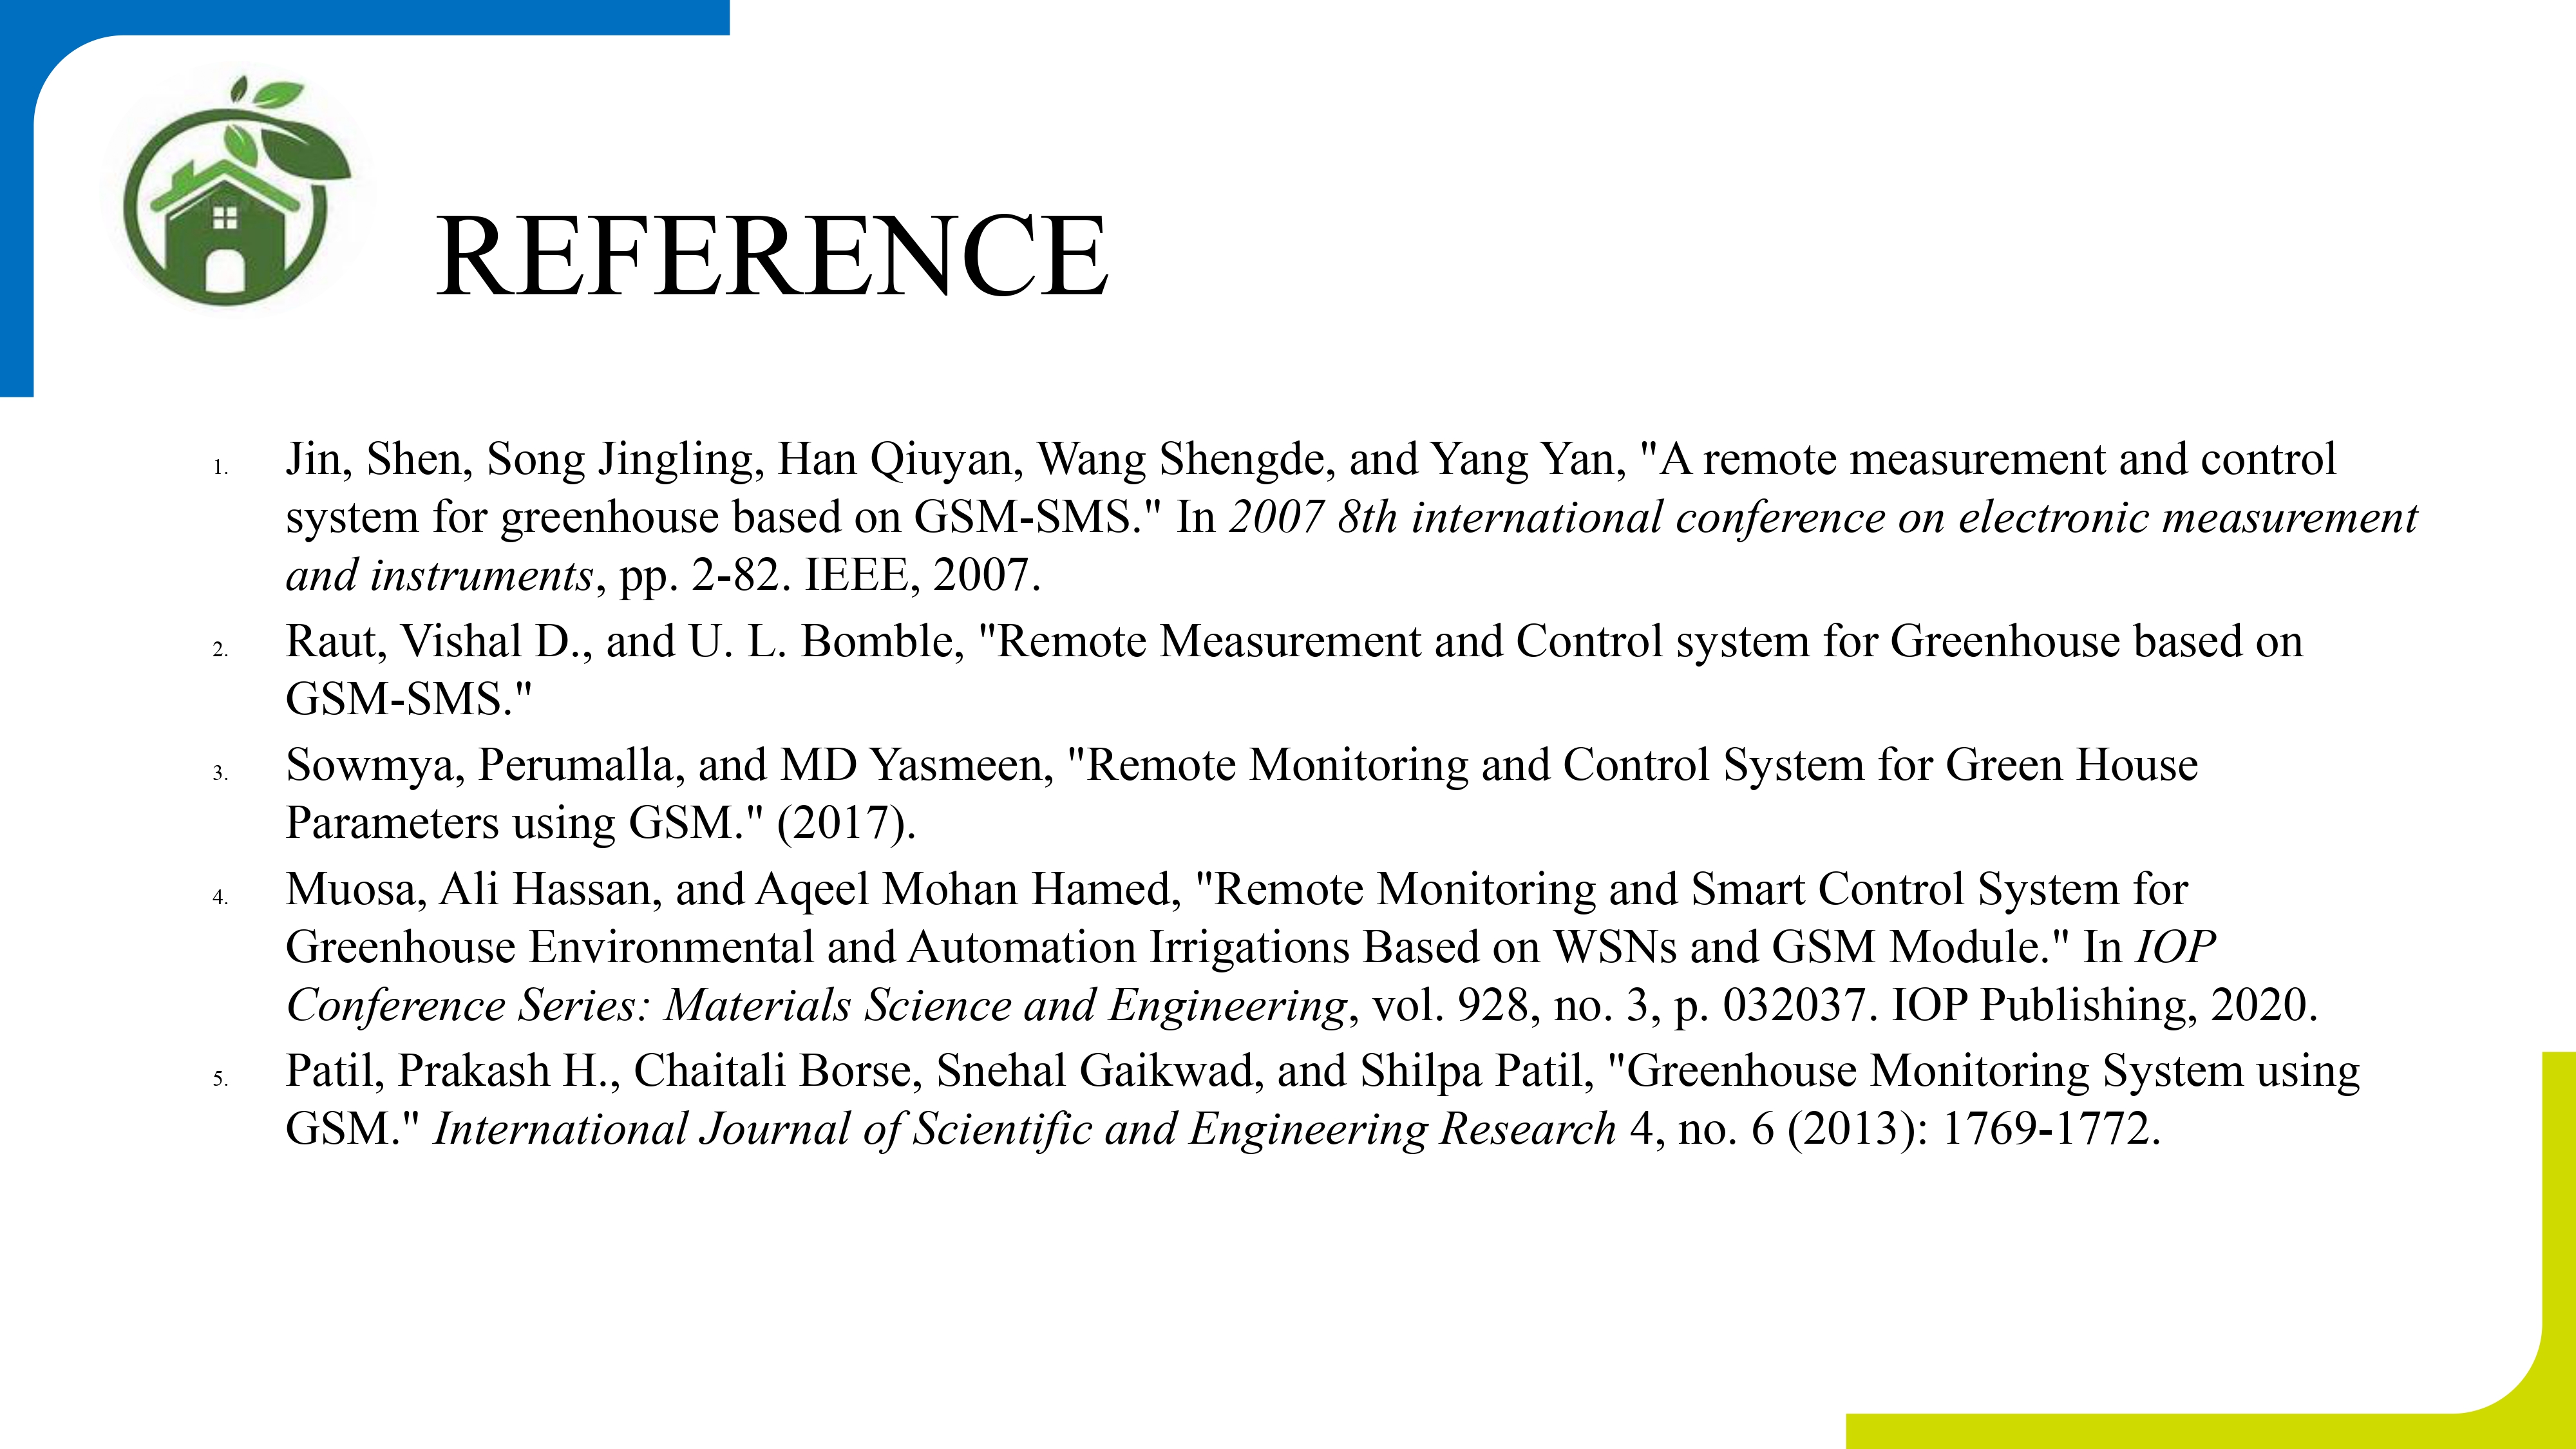 REFERENCE
1. Jin, Shen, Song Jingling, Han Qiuyan, Wang Shengde, and Yang Yan, "A remote measurement and control
system for greenhouse based on GSM-SMS." In 2007 8th international conference on electronic measurement
and instruments, pp. 2-82. IEEE, 2007.
2. Raut, Vishal D., and U. L. Bomble, "Remote Measurement and Control system for Greenhouse based on
GSM-SMS."
3. Sowmya, Perumalla, and MD Yasmeen, "Remote Monitoring and Control System for Green House
Parameters using GSM." (2017).
4. Muosa, Ali Hassan, and Aqeel Mohan Hamed, "Remote Monitoring and Smart Control System for
Greenhouse Environmental and Automation Irrigations Based on WSNs and GSM Module." In IOP
Conference Series: Materials Science and Engineering, vol. 928, no. 3, p. 032037. IOP Publishing, 2020.
5. Patil, Prakash H., Chaitali Borse, Snehal Gaikwad, and Shilpa Patil, "Greenhouse Monitoring System using
GSM." International Journal of Scientific and Engineering Research 4, no. 6 (2013): 1769-1772.